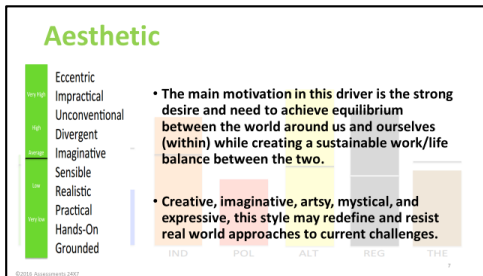 Aesthetic
Very High
High
Average
Low
Very low
Eccentric
Impractical
Unconventional
Divergent
Imaginative
Sensible
Realistic
Practical
Hands-On
Grounded
• The main motivation in this driver is the strong
desire and need to achieve equilibrium
between the world around us and ourselves
(within) while creating a sustainable work/life
balance between the two.
• Creative, imaginative, artsy, mystical, and
expressive, this style may redefine and resist
real world approaches to current challenges.
IND POL ALT REG THE
©2016 Assessments 24X7
7